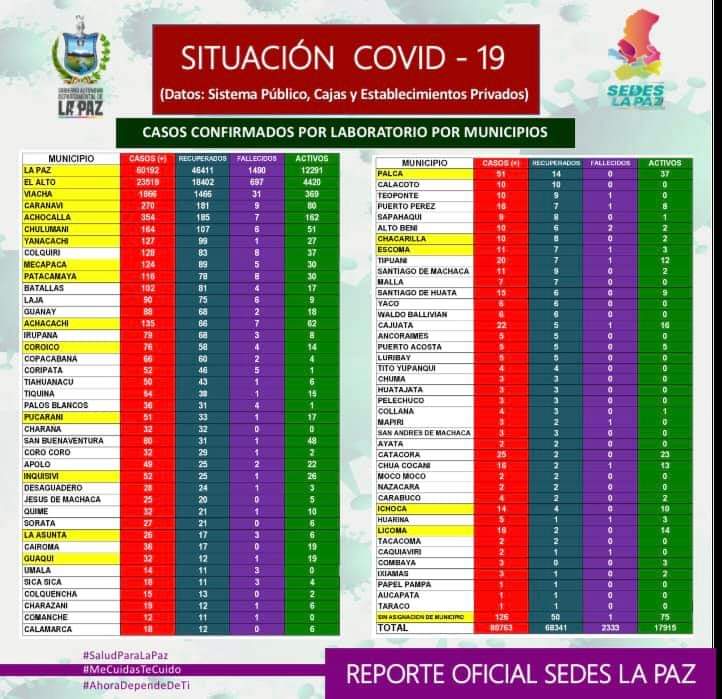 GOBIERNO AUTÓNOMO
DEPARTAMENTAL DE
LA PAZ
SITUACIÓN COVID - 19
(Datos: Sistema Público, Cajas y Establecimientos Privados)
SEDES
LA PAZ
CASOS CONFIRMADOS POR LABORATORIO POR MUNICIPIOS
MUNICIPIO CASOS (+) RECUPERADOS FALLECIDOS ACTIVOS
LA PAZ 60192 46411 1490 12291
EL ALTO 23519 18402 697 4420
VIACHA 1866 1466 31 369
CARANAVI 270 181 9 80
ACHOCALLA 354 185 7 162
CHULUMANI 164 107 6 51
YANACACHI 127 99 1 27
COLQUIRI 128 83 8 37
MECAPACA 124 89 5 30
PATACAMAYA 116 78 8 30
BATALLAS 102 81 4 17
LAJA 90 75 6 9
GUANAY 88 68 2 18
ACHACACHI 135 66 7 62
IRUPANA 79 68 3 8
COROICO 76 58 4 14
COPACABANA 66 60 2 4
CORIPATA 52 46 5 1
TIAHUANACU 50 43 1 6
TIQUINA 54 38 1 15
PALOS BLANCOS 36 31 4 1
PUCARANI 51 33 1 17
CHARANA 32 32 0 0
SAN BUENAVENTURA 80 31 1 48
CORO CORO 32 29 1 2
APOLO 49 25 2 22
INQUISIVI 52 25 1 26
DESAGUADERO 28 24 1 3
JESUS DE MACHACA 25 20 0 5
QUIME 32 21 1 10
SORATA 27 21 0 6
LA ASUNTA 26 17 3 6
CAIROMA 36 17 0 19
GUAQUI 32 12 1 19
UMALA 14 11 3 0
SICA SICA 18 11 3 4
COLQUENCHA 15 13 0 2
CHARAZANI 19 12 1 6
COMANCHE 12 11 1 0
CALAMARCA 18 12 0 6
MUNICIPIO CASOS (+) RECUPERADOS FALLECIDOS ACTIVOS
PALCA 51 14 0 37
CALACOTO 10 10 0 0
TEOPONTE 10 9 1 0
PUERTO PEREZ 16 7 1 8
SAPAHAQUI 9 8 0 1
ALTO BENI 10 6 2 2
CHACARILLA 10 8 0 2
ESCOMA 11 7 1 3
TIPUANI 20 7 1 12
SANTIAGO DE MACHACA 11 9 0 2
MALLA 7 7 0 0
SANTIAGO DE HUATA 15 6 0 9
YACO 6 6 0 0
WALDO BALLIVIAN 6 6 0 0
CAJUATA 22 5 1 16
ANCORAIMES 5 5 0 0
PUERTO ACOSTA 5 5 0 0
LURIBAY 5 5 0 0
TITO YUPANQUI 4 4 0 0
CHUMA 3 3 0 0
HUATAJATA 3 3 0 0
PELECHUCO 3 3 0 0
COLLANA 4 3 0 1
MAPIRI 3 2 1 0
SAN ANDRES DE MACHACA 3 3 0 0
AYATA 2 2 0 0
CATACORA 25 2 0 23
CHUA COCANI 16 2 1 13
MOCO MOCO 2 2 0 0
NAZACARA 2 2 0 0
CARABUCO 4 2 0 2
ICHOCA 14 4 0 10
HUARINA 5 1 1 3
LICOMA 16 2 0 14
TACACOMA 2 2 0 0
CAQUIAVIRI 2 1 1 0
COMBAYA 3 0 0 3
IXIAMAS 3 1 0 2
PAPEL PAMPA 1 1 0 0
AUCAPATA 1 1 0 0
TARACO 1 1 0 0
SIN ASIGNACION DE MUNICIPIO 126 50 1 75
TOTAL 68341 2333 17915
#SaludParaLaPaz
#MeCuidasTeCuido
#AhoraDependeDeTi
REPORTE OFICIAL SEDES LA PAZ